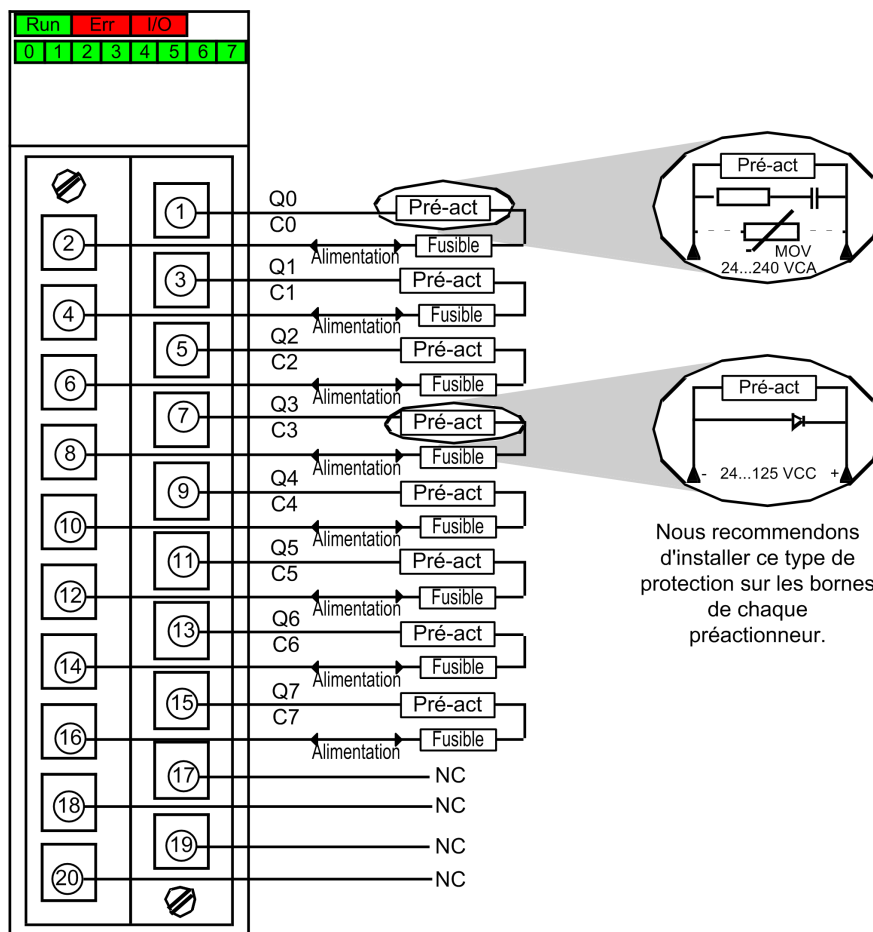 Run Err I/O
0 1 2 3 4 5 6 7
1 Q0 Pré-act
2 C0 Alimentation Fusible
3 Q1 Pré-act
4 C1 Alimentation Fusible
5 Q2 Pré-act
6 C2 Alimentation Fusible
7 Q3 Pré-act
8 C3 Alimentation Fusible
9 Q4 Pré-act
10 C4 Alimentation Fusible
11 Q5 Pré-act
12 C5 Alimentation Fusible
13 Q6 Pré-act
14 C6 Alimentation Fusible
15 Q7 Pré-act
16 C7 Alimentation Fusible
17 NC
18 NC
19 NC
20 NC
Pré-act
MOV
24...240 VCA
Pré-act
- 24...125 VCC +
Nous recommendons
d'installer ce type de
protection sur les bornes
de chaque
préactionneur.